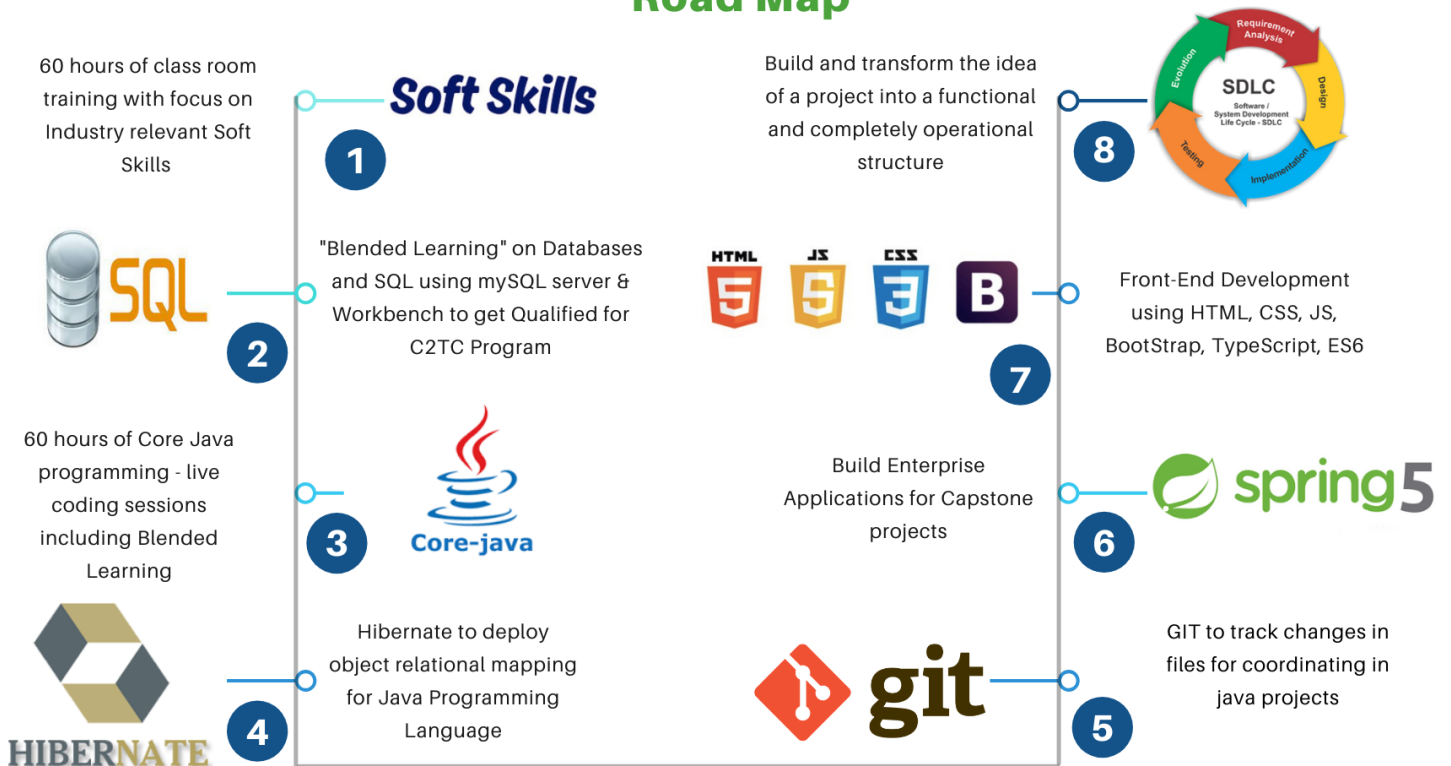 Road Map
60 hours of class room
training with focus on
Industry relevant Soft
Skills
Soft Skills
1
SQL
2
"Blended Learning" on Databases
and SQL using mySQL server &
Workbench to get Qualified for
C2TC Program
60 hours of Core Java
programming - live
coding sessions
including Blended
Learning
3
Core-java
HIBERNATE
4
Hibernate to deploy
object relational mapping
for Java Programming
Language
git
5
GIT to track changes in
files for coordinating in
java projects
Build Enterprise
Applications for Capstone
projects
6
spring 5
HTML
5
JS
5
CSS
3
B
7
Front-End Development
using HTML, CSS, JS,
BootStrap, TypeScript, ES6
Build and transform the idea
of a project into a functional
and completely operational
structure
8
SDLC
Software /
System Development
Life Cycle - SDLC
Requirement
Analysis
Design
Implementation
Testing
Evolution